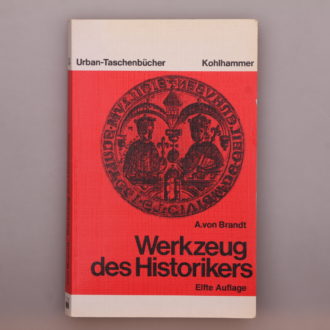 Urban-Taschenbücher Kohlhammer
A.von Brandt
Werkzeug
des Historikers
Elfte Auflage